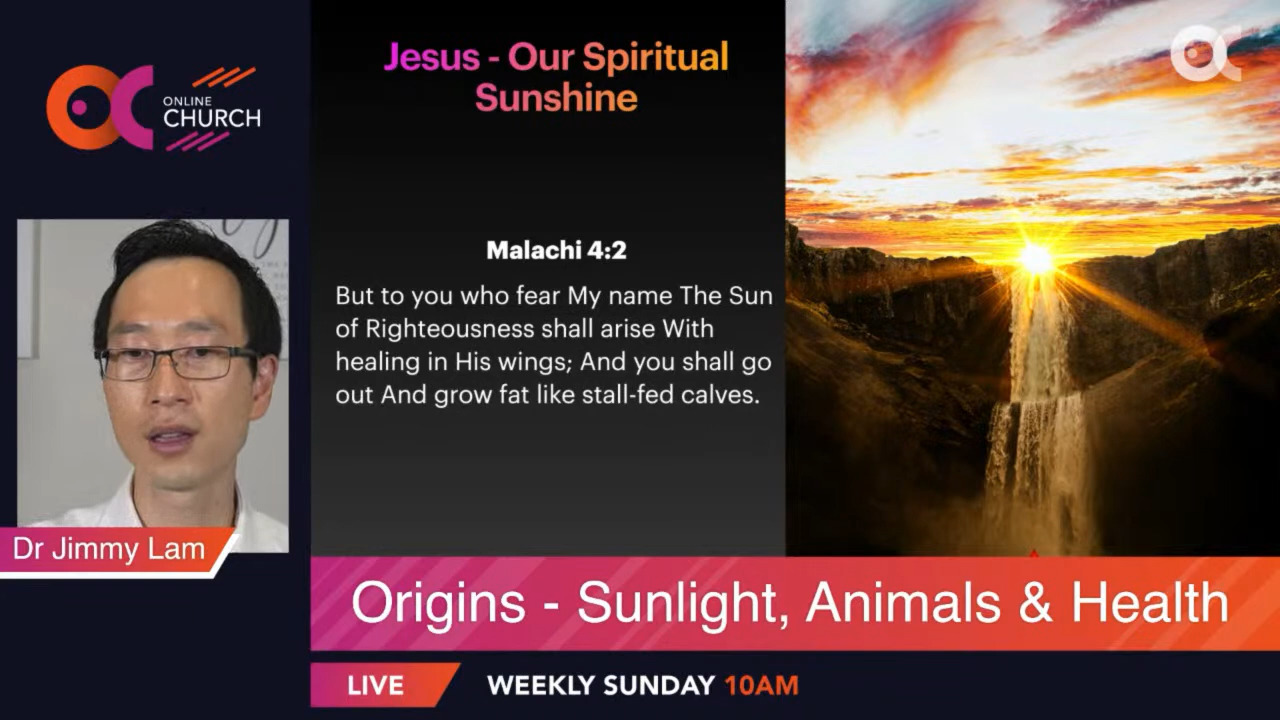 OC
ONLINE
CHURCH
Jesus - Our Spiritual
Sunshine
Malachi 4:2
But to you who fear My name The Sun
of Righteousness shall arise With
healing in His wings; And you shall go
out And grow fat like stall-fed calves.
OC
Dr Jimmy Lam
Origins - Sunlight, Animals & Health
LIVE
WEEKLY SUNDAY 10AM